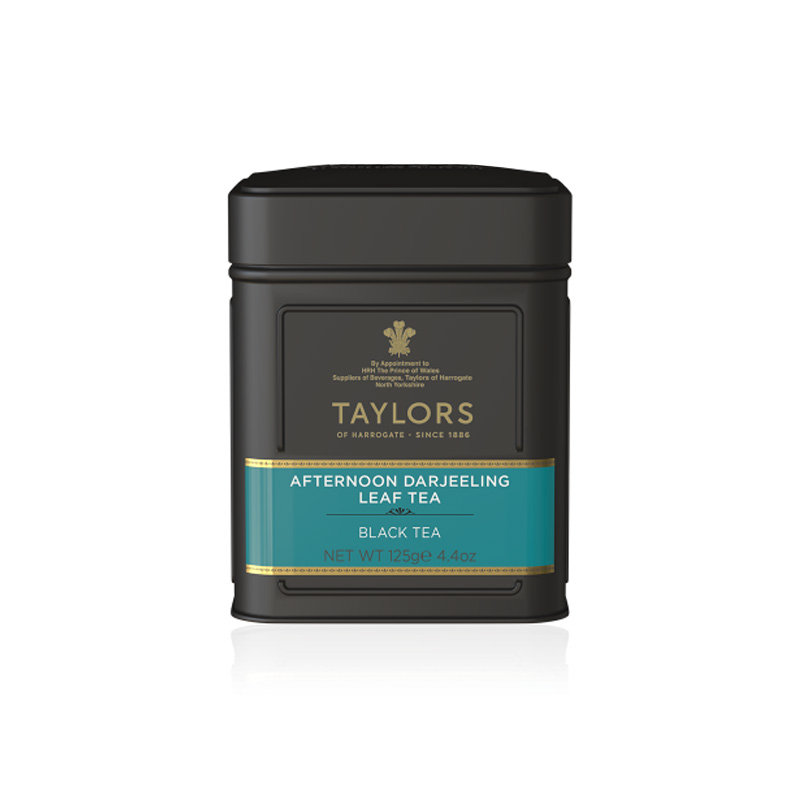 By Appointment to
HRH The Prince of Wales
Suppliers of Beverages, Taylors of Harrogate
North Yorkshire
TAYLORS
OF HARROGATE · SINCE 1886
AFTERNOON DARJEELING
LEAF TEA
BLACK TEA
NET WT 125g℮ 4.4oz